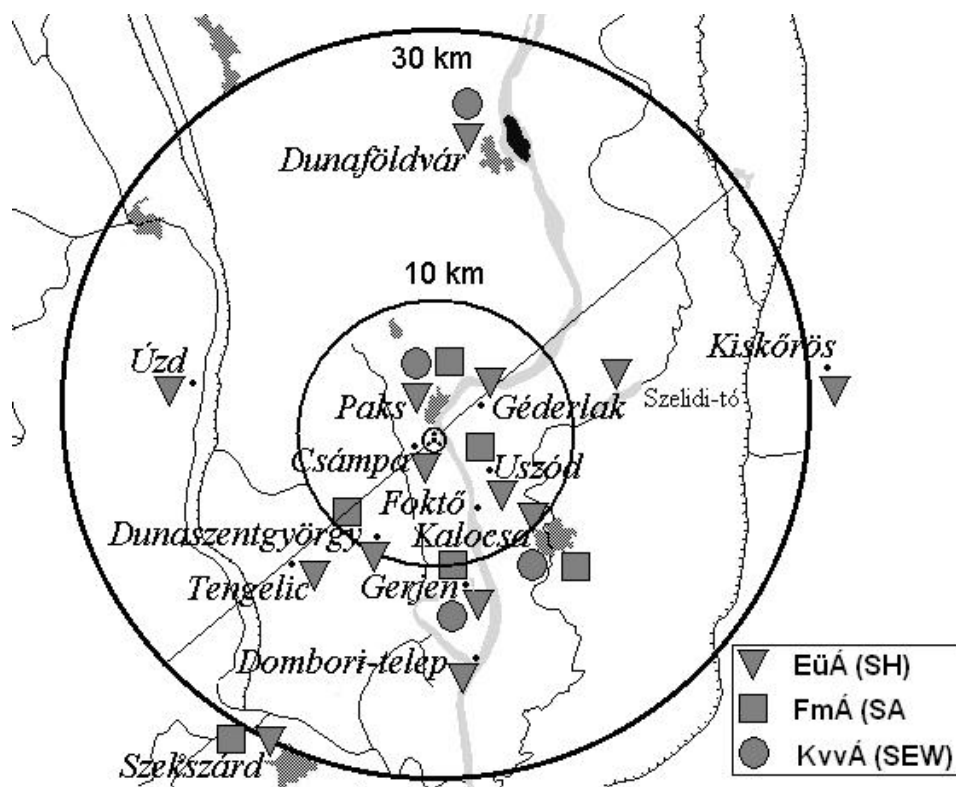 30 km
Dunaföldvár
10 km
Úzd
Kiskőrös
Paks
Géderlak
Szelidi-tó
Csámpa
Uszód
Foktő
Dunaszentgyörgy
Kalocsa
Tengelic
Gerjen
Dombori-telep
Szekszárd
EüÁ (SH)
FmÁ (SA
KvvÁ (SEW)